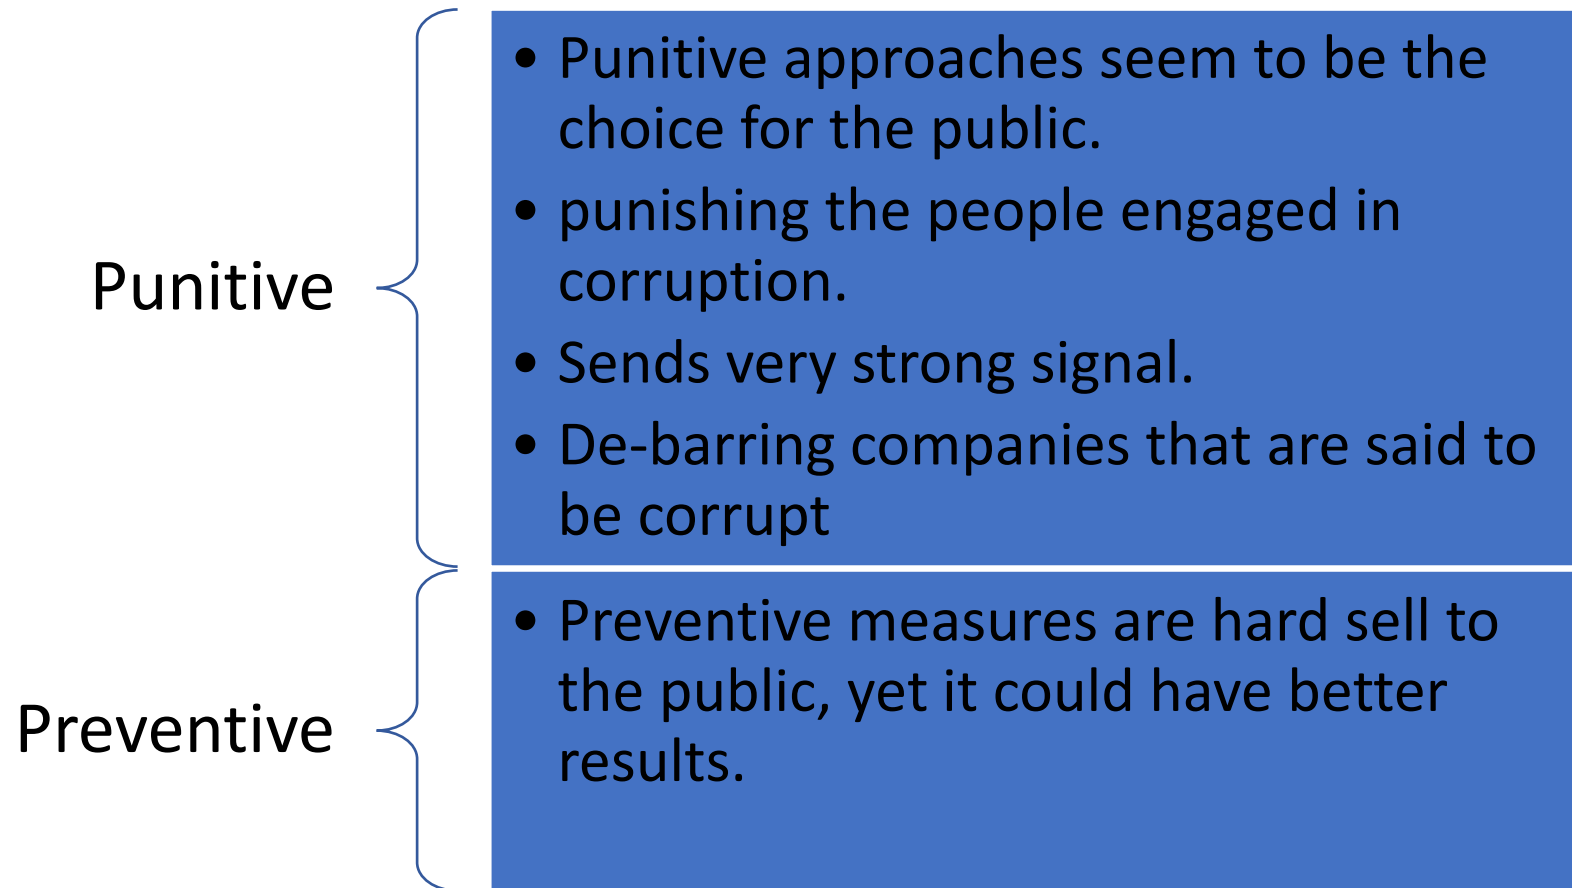 Punitive
• Punitive approaches seem to be the
choice for the public.
• punishing the people engaged in
corruption.
• Sends very strong signal.
• De-barring companies that are said to
be corrupt
Preventive
• Preventive measures are hard sell to
the public, yet it could have better
results.